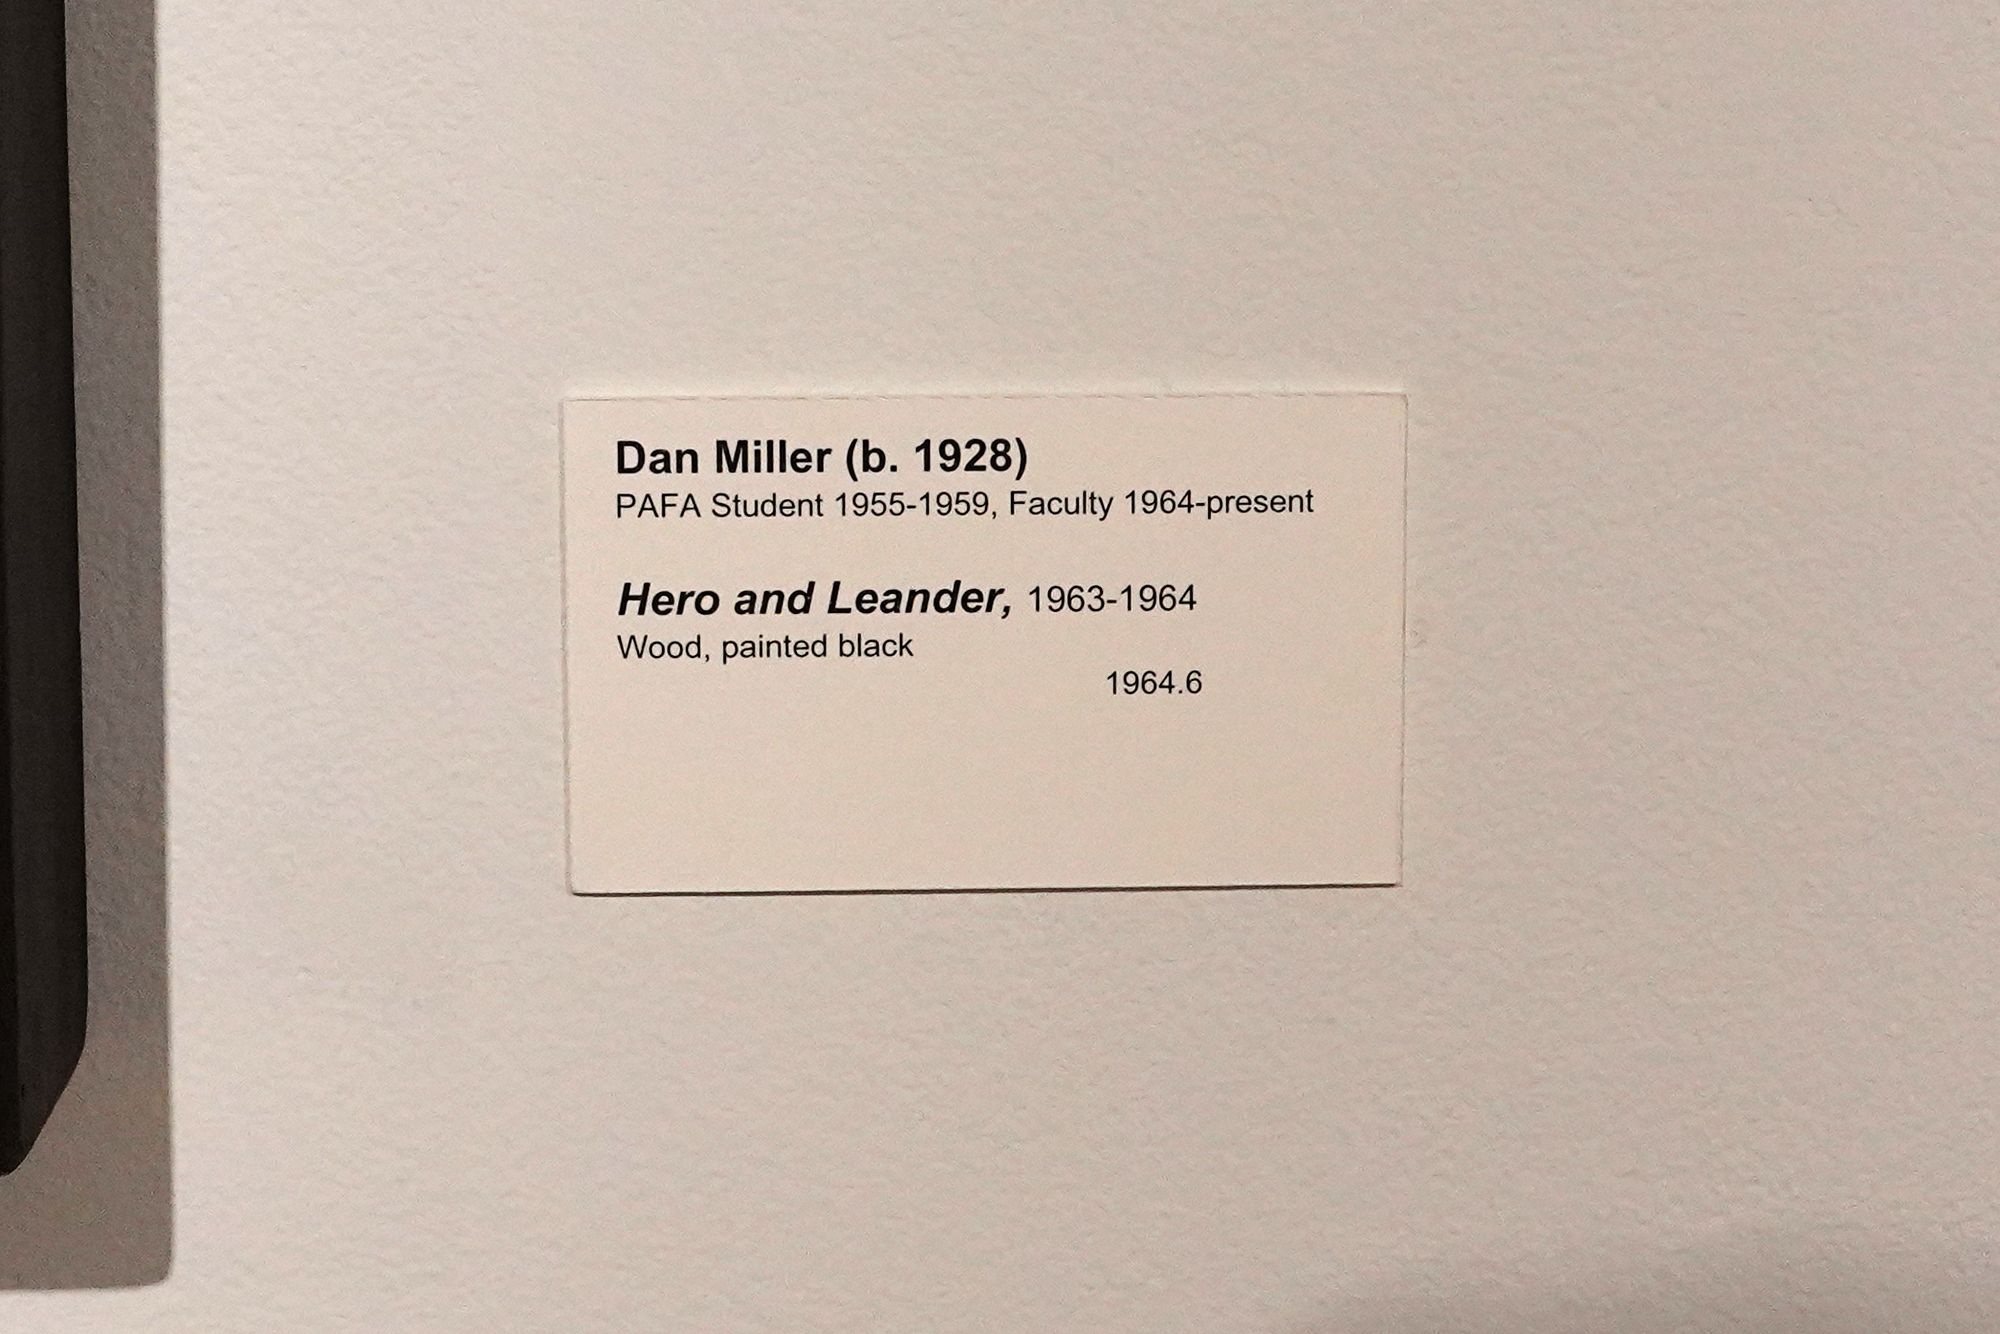 Dan Miller (b. 1928)
PAFA Student 1955-1959, Faculty 1964-present
Hero and Leander, 1963-1964
Wood, painted black
1964.6